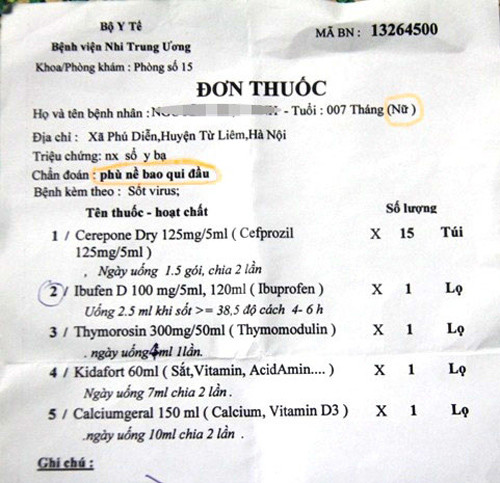 Bộ Y Tế
Bệnh viện Nhi Trung Ương
MÃ BN : 13264500
Khoa/Phòng khám : Phòng số 15
ĐƠN THUỐC
Họ và tên bệnh nhân : - Tuổi : 007 Tháng (Nữ )
Địa chỉ : Xã Phú Diễn,Huyện Từ Liêm,Hà Nội
Triệu chứng: nx số y bạ
Chẩn đoán : phù nề bao qui đầu
Bệnh kèm theo : Sốt virus;
Tên thuốc - hoạt chất Số lượng
1 / Cerepone Dry 125mg/5ml ( Cefprozil X 15 Túi
125mg/5ml )
, Ngày uống 1.5 gói, chia 2 lần
2 / Ibufen D 100 mg/5ml, 120ml ( Ibuprofen ) X 1 Lọ
Uống 2.5 ml khi sốt >= 38,5 độ cách 4- 6 h
3 / Thymorosin 300mg/50ml ( Thymomodulin ) X 1 Lọ
. ngày uống 4ml 1lần.
4 / Kidafort 60ml ( Sắt,Vitamin, AcidAmin.... ) X 1 Lọ
Ngày uống 7ml chia 2 lần .
5 / Calciumgeral 150 ml ( Calcium, Vitamin D3 ) X 1 Lọ
.ngày uống 10ml chia 2 lần .
Ghi chú :